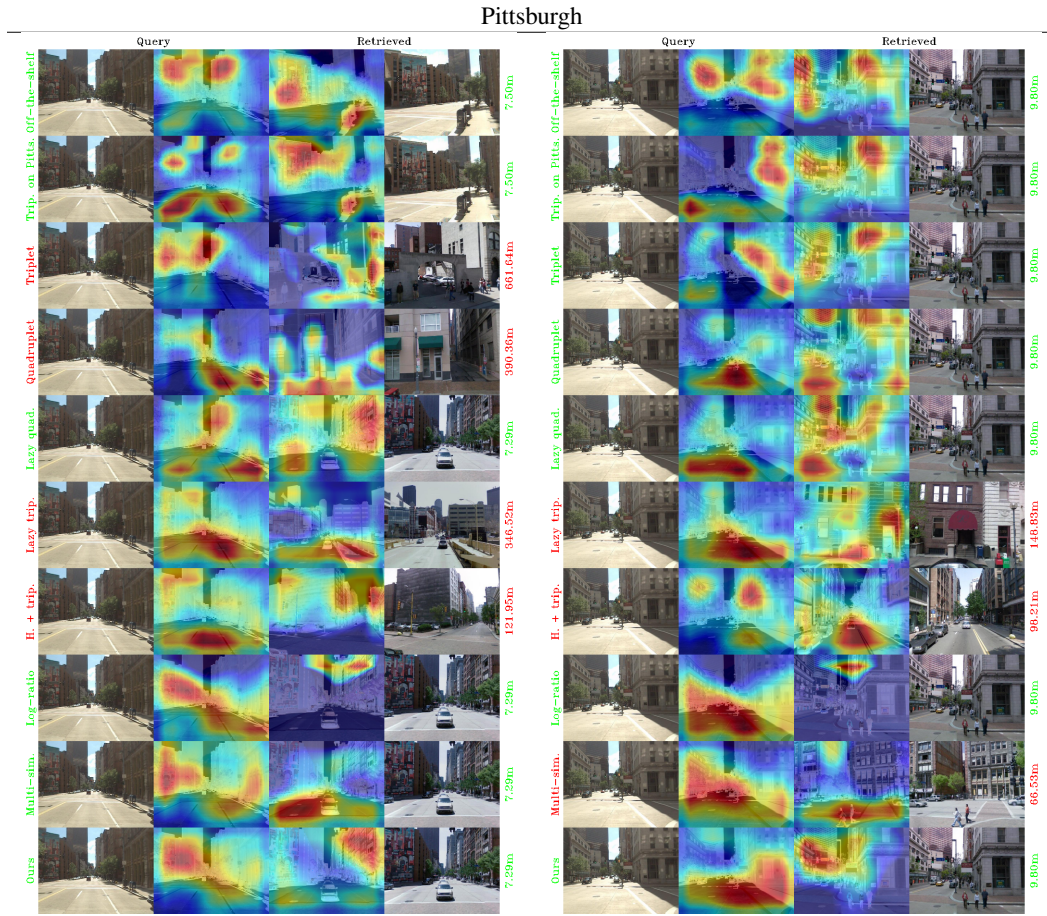 Pittsburgh
Query Retrieved
Off-the-shelf 7.50m
Trip. on Pitts. 7.50m
Triplet 661.64m
Quadruplet 390.36m
Lazy quad. 7.29m
Lazy trip. 346.52m
H. + trip. 121.95m
Log-ratio 7.29m
Multi-sim. 7.29m
Ours 7.29m
Query Retrieved
Off-the-shelf 9.80m
Trip. on Pitts. 9.80m
Triplet 9.80m
Quadruplet 9.80m
Lazy quad. 9.80m
Lazy trip. 148.83m
H. + trip. 98.21m
Log-ratio 9.80m
Multi-sim. 66.53m
Ours 9.80m